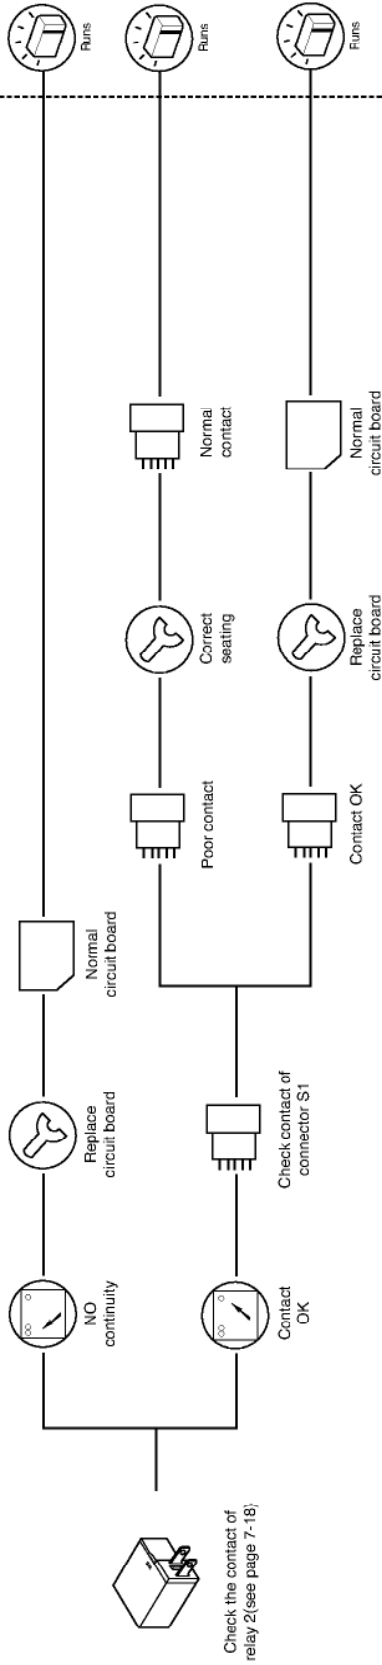 Check the contact of
relay 2(see page 7-18)
NO
continuity
Replace
circuit board
Normal
circuit board
Runs
Contact
OK
Check contact of
connector S1
Poor contact
Correct
seating
Normal
contact
Runs
Contact OK
Replace
circuit board
Normal
circuit board
Runs